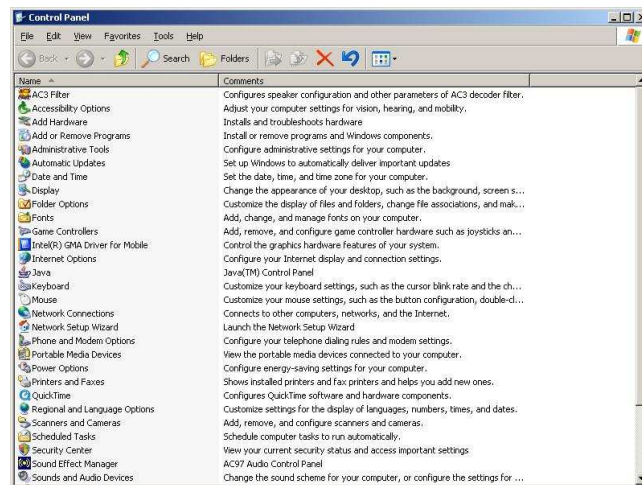 Control Panel
File Edit View Favorites Tools Help
Back Search Folders
Name Comments
AC3 Filter Configures speaker configuration and other parameters of AC3 decoder filter.
Accessibility Options Adjust your computer settings for vision, hearing, and mobility.
Add Hardware Installs and troubleshoots hardware
Add or Remove Programs Install or remove programs and Windows components.
Administrative Tools Configure administrative settings for your computer.
Automatic Updates Set up Windows to automatically deliver important updates
Date and Time Set the date, time, and time zone for your computer.
Display Change the appearance of your desktop, such as the background, screen s...
Folder Options Customize the display of files and folders, change file associations, and mak...
Fonts Add, change, and manage fonts on your computer.
Game Controllers Add, remove, and configure game controller hardware such as joysticks an...
Intel(R) GMA Driver for Mobile Control the graphics hardware features of your system.
Internet Options Configure your Internet display and connection settings.
Java Java(TM) Control Panel
Keyboard Customize your keyboard settings, such as the cursor blink rate and the ch...
Mouse Customize your mouse settings, such as the button configuration, double-cl...
Network Connections Connects to other computers, networks, and the Internet.
Network Setup Wizard Launch the Network Setup Wizard
Phone and Modem Options Configure your telephone dialing rules and modem settings.
Portable Media Devices View the portable media devices connected to your computer.
Power Options Configure energy-saving settings for your computer.
Printers and Faxes Shows installed printers and fax printers and helps you add new ones.
QuickTime Configures QuickTime software and hardware components.
Regional and Language Options Customize settings for the display of languages, numbers, times, and dates.
Scanners and Cameras Add, remove, and configure scanners and cameras.
Scheduled Tasks Schedule computer tasks to run automatically.
Security Center View your current security status and access important settings
Sound Effect Manager AC97 Audio Control Panel
Sounds and Audio Devices Change the sound scheme for your computer, or configure the settings for ...